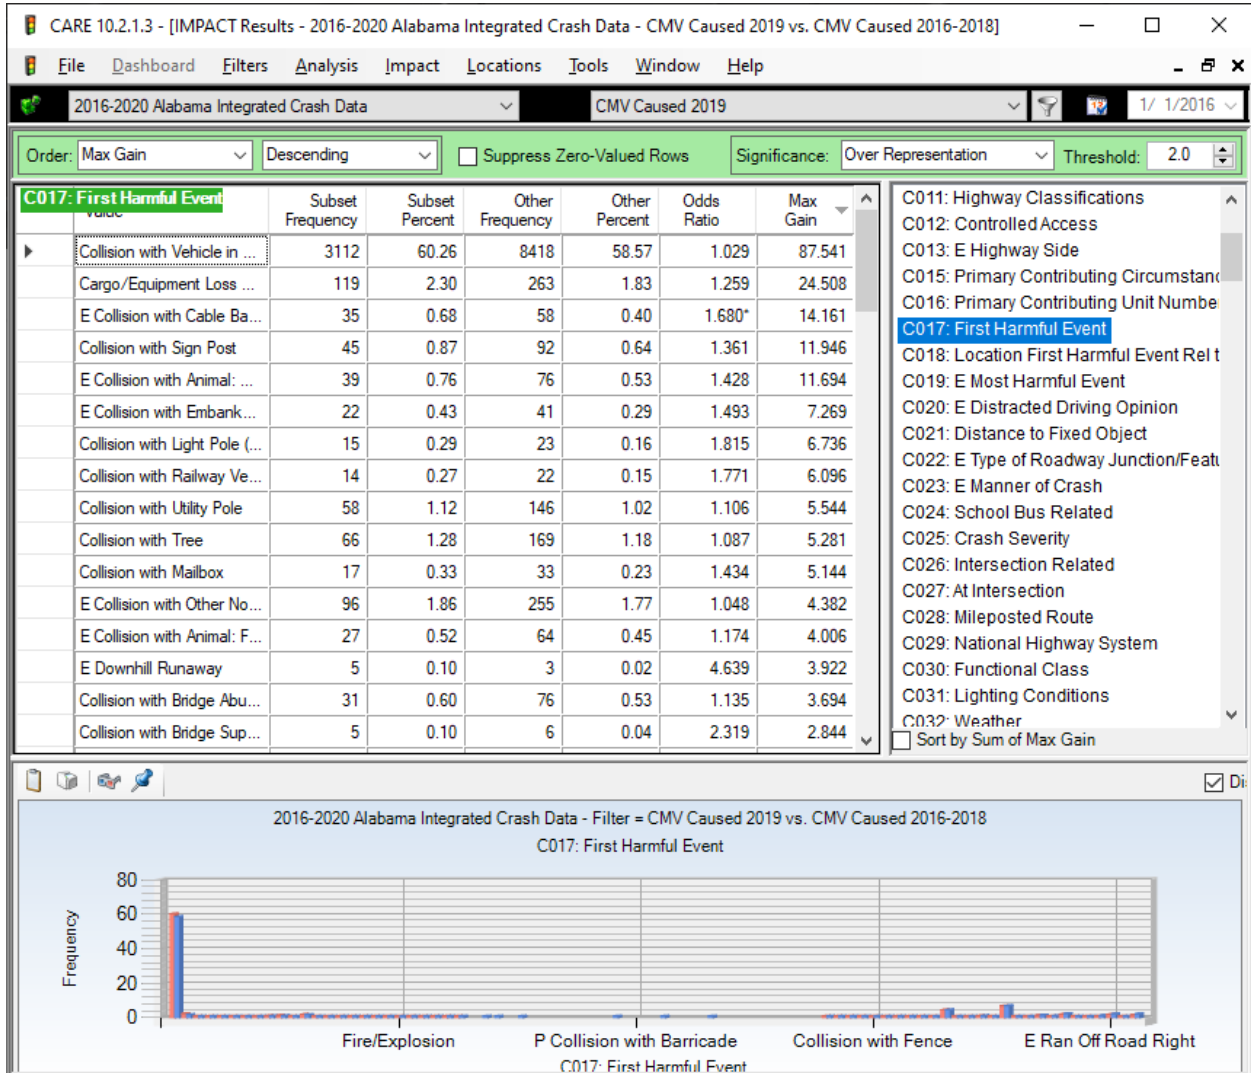 CARE 10.2.1.3 - [IMPACT Results - 2016-2020 Alabama Integrated Crash Data - CMV Caused 2019 vs. CMV Caused 2016-2018]
File Dashboard Filters Analysis Impact Locations Tools Window Help
2016-2020 Alabama Integrated Crash Data CMV Caused 2019 1/ 1/2016
Order: Max Gain Descending Suppress Zero-Valued Rows Significance: Over Representation Threshold: 2.0
C017: First Harmful Event Subset Frequency Subset Percent Other Frequency Other Percent Odds Ratio Max Gain
Collision with Vehicle in ... 3112 60.26 8418 58.57 1.029 87.541
Cargo/Equipment Loss ... 119 2.30 263 1.83 1.259 24.508
E Collision with Cable Ba... 35 0.68 58 0.40 1.680* 14.161
Collision with Sign Post 45 0.87 92 0.64 1.361 11.946
E Collision with Animal: ... 39 0.76 76 0.53 1.428 11.694
E Collision with Embank... 22 0.43 41 0.29 1.493 7.269
Collision with Light Pole (... 15 0.29 23 0.16 1.815 6.736
Collision with Railway Ve... 14 0.27 22 0.15 1.771 6.096
Collision with Utility Pole 58 1.12 146 1.02 1.106 5.544
Collision with Tree 66 1.28 169 1.18 1.087 5.281
Collision with Mailbox 17 0.33 33 0.23 1.434 5.144
E Collision with Other No... 96 1.86 255 1.77 1.048 4.382
E Collision with Animal: F... 27 0.52 64 0.45 1.174 4.006
E Downhill Runaway 5 0.10 3 0.02 4.639 3.922
Collision with Bridge Abu... 31 0.60 76 0.53 1.135 3.694
Collision with Bridge Sup... 5 0.10 6 0.04 2.319 2.844
C011: Highway Classifications
C012: Controlled Access
C013: E Highway Side
C015: Primary Contributing Circumstanc
C016: Primary Contributing Unit Number
C017: First Harmful Event
C018: Location First Harmful Event Rel t
C019: E Most Harmful Event
C020: E Distracted Driving Opinion
C021: Distance to Fixed Object
C022: E Type of Roadway Junction/Featu
C023: E Manner of Crash
C024: School Bus Related
C025: Crash Severity
C026: Intersection Related
C027: At Intersection
C028: Mileposted Route
C029: National Highway System
C030: Functional Class
C031: Lighting Conditions
C032: Weather
Sort by Sum of Max Gain
Di
2016-2020 Alabama Integrated Crash Data - Filter = CMV Caused 2019 vs. CMV Caused 2016-2018
C017: First Harmful Event
80
60
40
20
0
Frequency
Fire/Explosion P Collision with Barricade Collision with Fence E Ran Off Road Right
C017: First Harmful Event